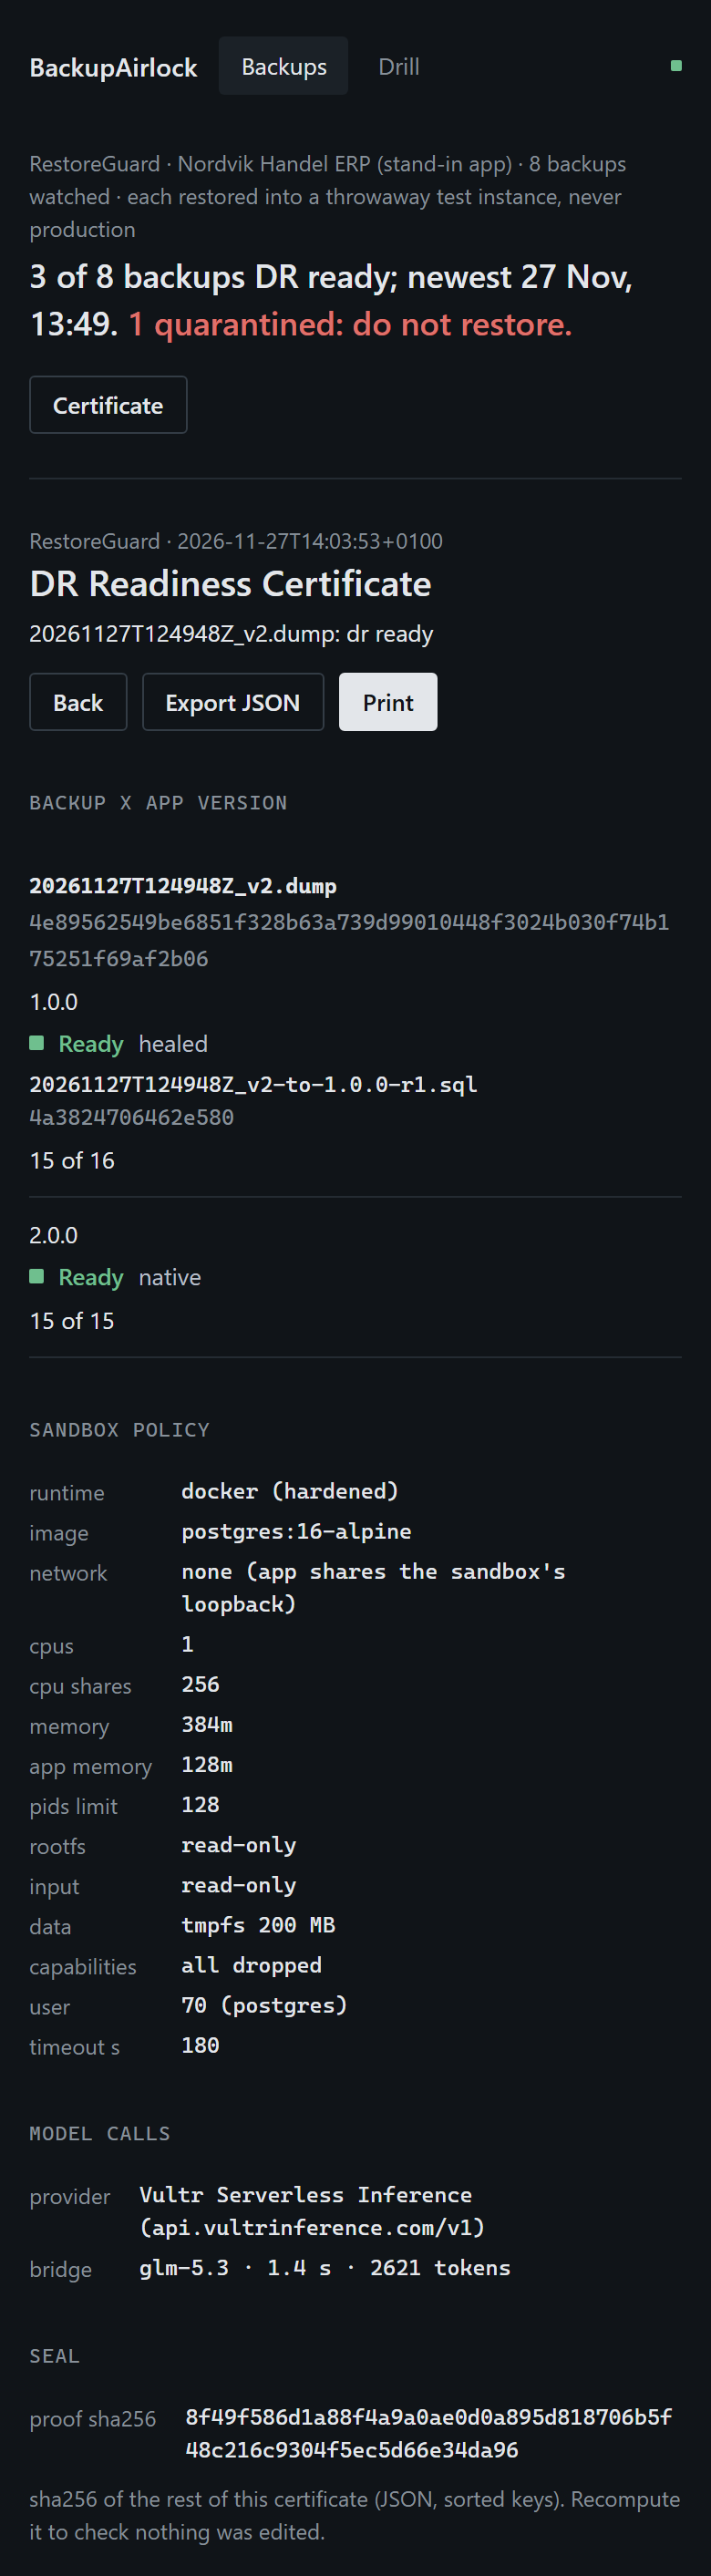 BackupAirlock Backups Drill
RestoreGuard · Nordvik Handel ERP (stand-in app) · 8 backups
watched · each restored into a throwaway test instance, never
production
3 of 8 backups DR ready; newest 27 Nov,
13:49. 1 quarantined: do not restore.
Certificate
RestoreGuard · 2026-11-27T14:03:53+0100
DR Readiness Certificate
20261127T124948Z_v2.dump: dr ready
Back Export JSON Print
BACKUP X APP VERSION
20261127T124948Z_v2.dump
4e89562549be6851f328b63a739d99010448f3024b030f74b1
75251f69af2b06
1.0.0
Ready healed
20261127T124948Z_v2-to-1.0.0-r1.sql
4a3824706462e580
15 of 16
2.0.0
Ready native
15 of 15
SANDBOX POLICY
runtime docker (hardened)
image postgres:16-alpine
network none (app shares the sandbox's
loopback)
cpus 1
cpu shares 256
memory 384m
app memory 128m
pids limit 128
rootfs read-only
input read-only
data tmpfs 200 MB
capabilities all dropped
user 70 (postgres)
timeout s 180
MODEL CALLS
provider Vultr Serverless Inference
(api.vultrinference.com/v1)
bridge glm-5.3 · 1.4 s · 2621 tokens
SEAL
proof sha256 8f49f586d1a88f4a9a0ae0d0a895d818706b5f
48c216c9304f5ec5d66e34da96
sha256 of the rest of this certificate (JSON, sorted keys). Recompute
it to check nothing was edited.